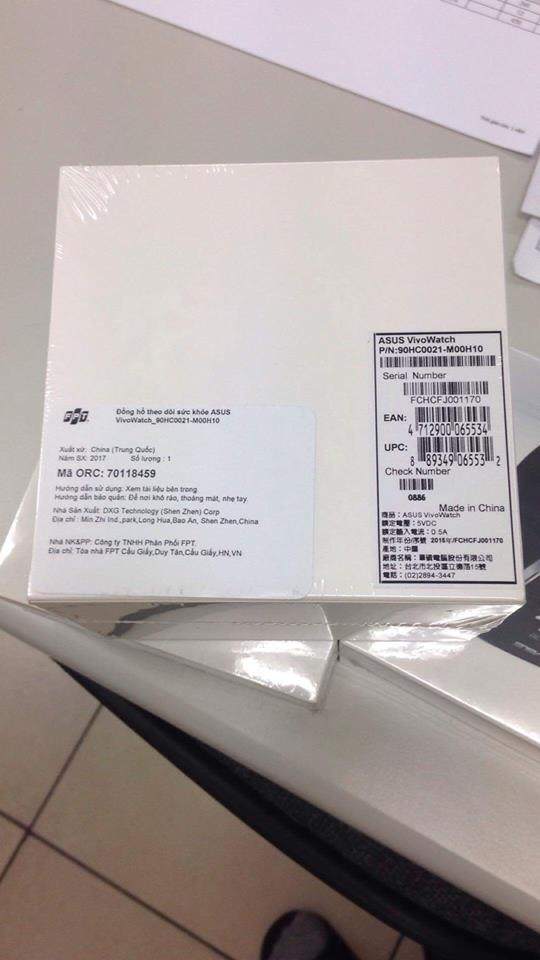 FPT.
Đồng hồ theo dõi sức khỏe ASUS
VivoWatch_90HC0021-M00H10
Xuất xứ: China (Trung Quốc)
Năm SX: 2017 Số lượng : 1
Mã ORC: 70118459
Hướng dẫn sử dụng: Xem tài liệu bên trong
Hướng dẫn bảo quản: Để nơi khô ráo, thoáng mát, nhẹ tay.
Nhà Sản Xuất: DXG Technology (Shen Zhen) Corp
Địa chỉ : Min Zhi Ind.,park,Long Hua,Bao An, Shen Zhen,China
Nhà NK&PP: Công ty TNHH Phân Phối FPT.
Địa chỉ: Tòa nhà FPT Cầu Giấy,Duy Tân,Cầu Giấy,HN,VN
ASUS VivoWatch
P/N:90HC0021-M00H10
Serial Number
FCHCFJ001170
EAN:
4 712900 065534
UPC:
8 89349 06553 2
Check Number
0886
Made in China
商品：ASUS VivoWatch
額定電壓：5VDC
額定輸入電流：0.5A
製作年份/序號 2015年/FCHCFJ001170
產地：中國
廠商名稱：華碩電腦股份有限公司
地址：台北市北投區立德路15號
電話：(02)2894-3447